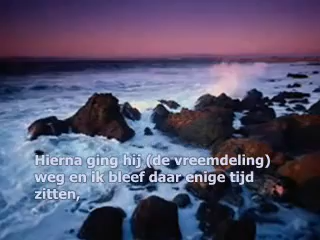 Hierna ging hij (de vreemdeling)
weg en ik bleef daar enige tijd
zitten,